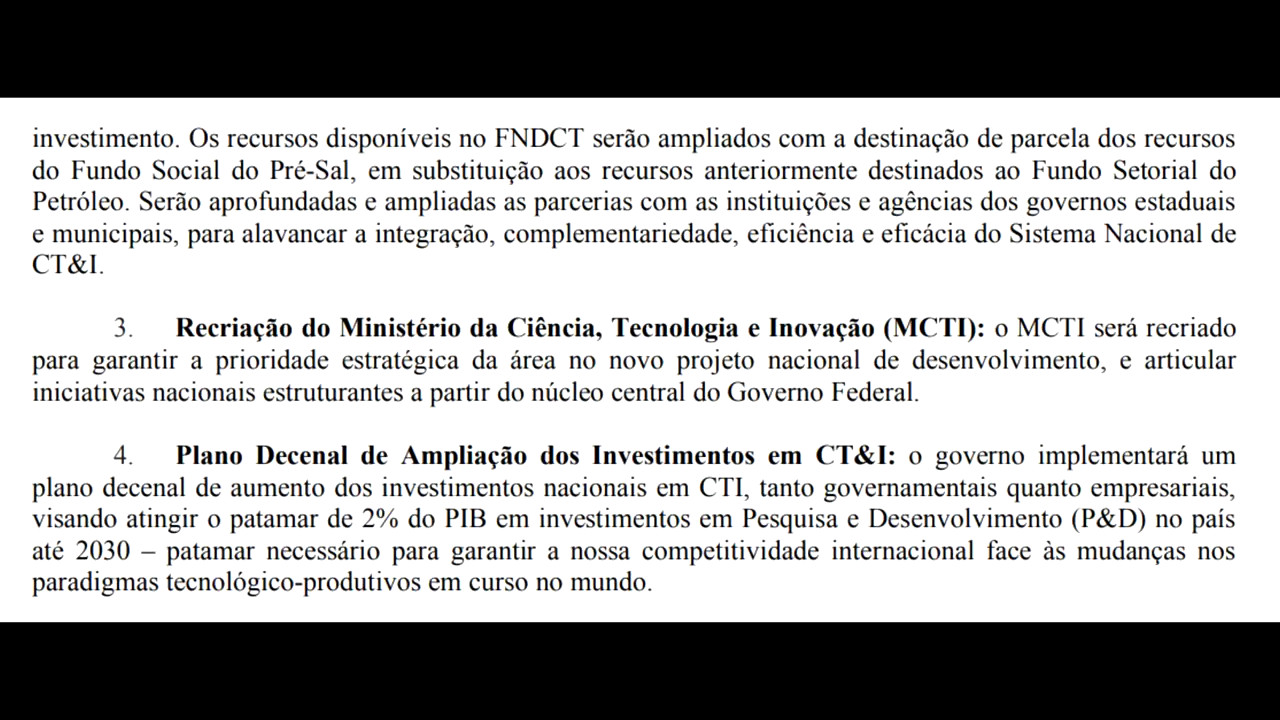 investimento. Os recursos disponíveis no FNDCT serão ampliados com a destinação de parcela dos recursos
do Fundo Social do Pré-Sal, em substituição aos recursos anteriormente destinados ao Fundo Setorial do
Petróleo. Serão aprofundadas e ampliadas as parcerias com as instituições e agências dos governos estaduais
e municipais, para alavancar a integração, complementariedade, eficiência e eficácia do Sistema Nacional de
CT&I.
3. Recriação do Ministério da Ciência, Tecnologia e Inovação (MCTI): o MCTI será recriado
para garantir a prioridade estratégica da área no novo projeto nacional de desenvolvimento, e articular
iniciativas nacionais estruturantes a partir do núcleo central do Governo Federal.
4. Plano Decenal de Ampliação dos Investimentos em CT&I: o governo implementará um
plano decenal de aumento dos investimentos nacionais em CTI, tanto governamentais quanto empresariais,
visando atingir o patamar de 2% do PIB em investimentos em Pesquisa e Desenvolvimento (P&D) no país
até 2030 – patamar necessário para garantir a nossa competitividade internacional face às mudanças nos
paradigmas tecnológico-produtivos em curso no mundo.